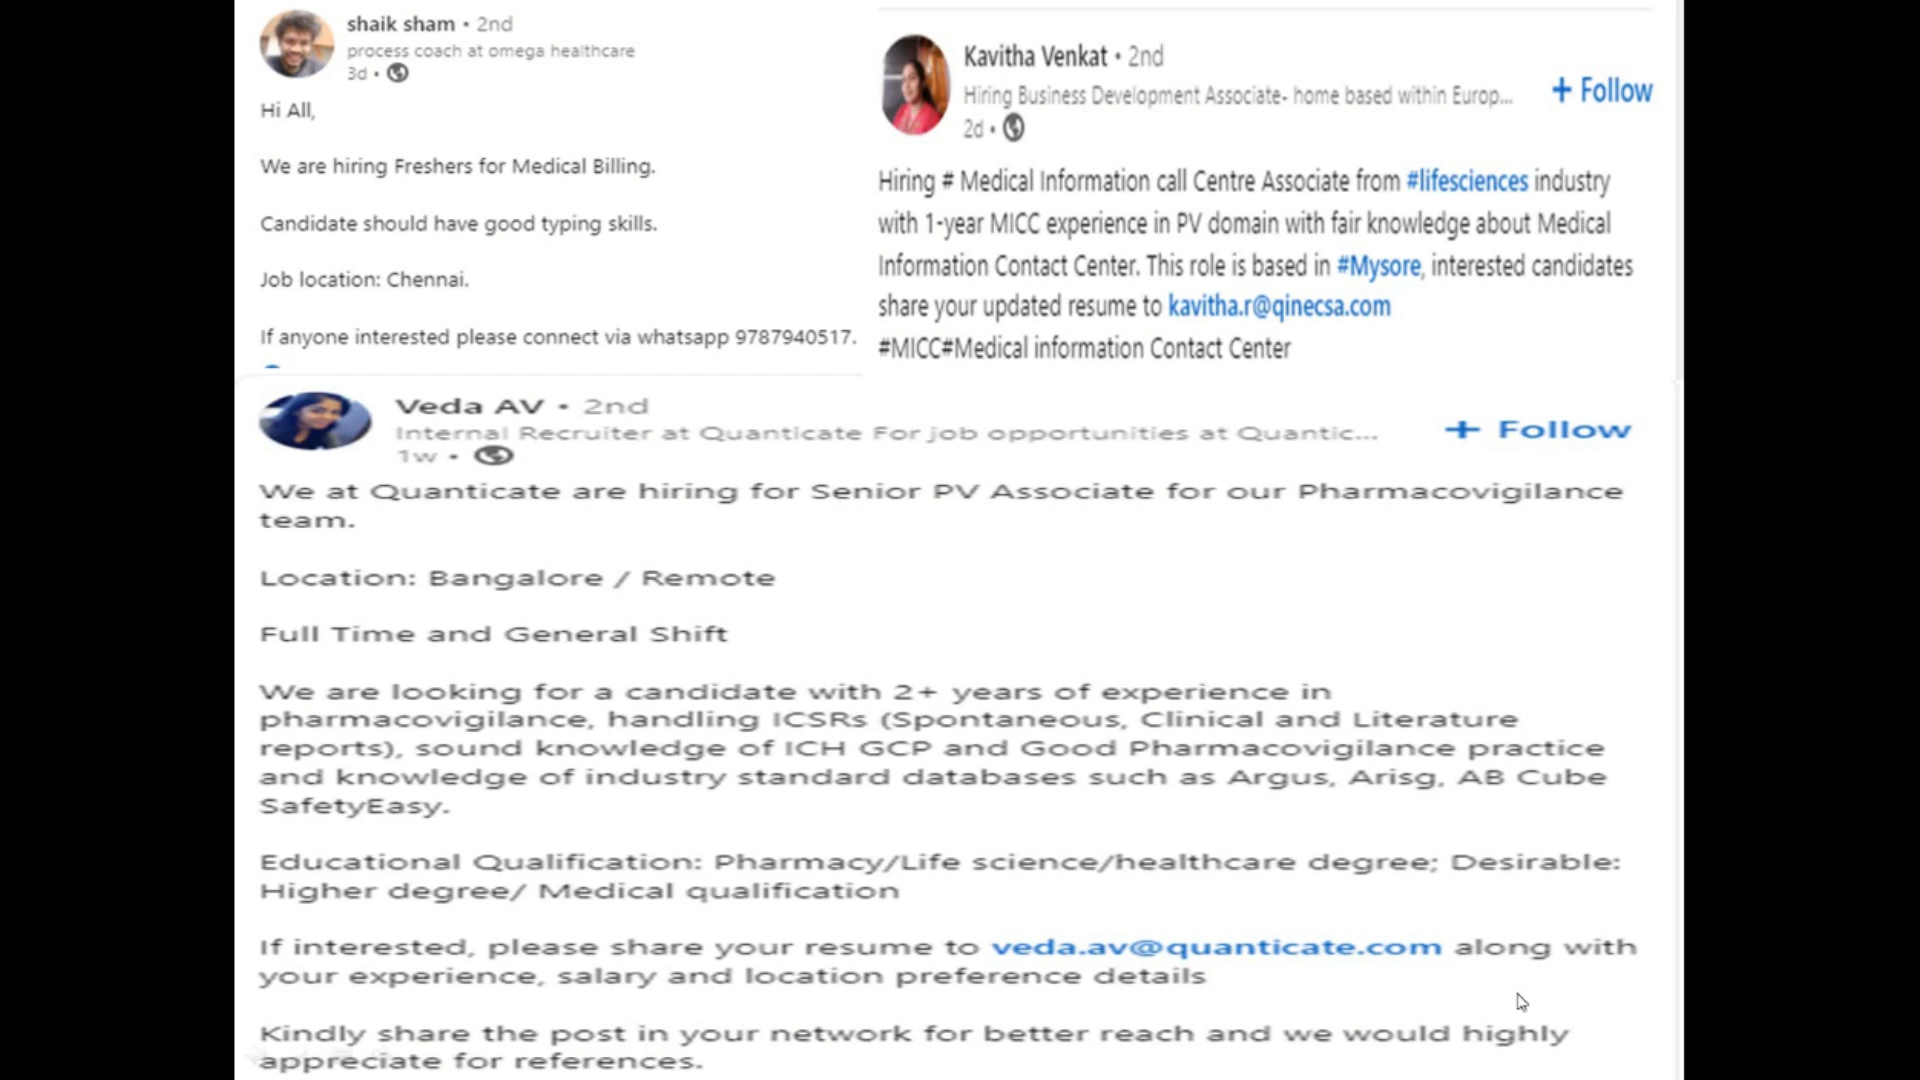 shaik sham • 2nd
process coach at omega healthcare
3d •
Hi All,
We are hiring Freshers for Medical Billing.
Candidate should have good typing skills.
Job location: Chennai.
If anyone interested please connect via whatsapp 9787940517.
Kavitha Venkat • 2nd
Hiring Business Development Associate- home based within Europ...
2d •
+ Follow
Hiring # Medical Information call Centre Associate from #lifesciences industry
with 1-year MICC experience in PV domain with fair knowledge about Medical
Information Contact Center. This role is based in #Mysore, interested candidates
share your updated resume to kavitha.r@qinecsa.com
#MICC#Medical information Contact Center
Veda AV • 2nd
Internal Recruiter at Quanticate For job opportunities at Quantic...
1w •
+ Follow
We at Quanticate are hiring for Senior PV Associate for our Pharmacovigilance
team.
Location: Bangalore / Remote
Full Time and General Shift
We are looking for a candidate with 2+ years of experience in
pharmacovigilance, handling ICSRs (Spontaneous, Clinical and Literature
reports), sound knowledge of ICH GCP and Good Pharmacovigilance practice
and knowledge of industry standard databases such as Argus, Arisg, AB Cube
SafetyEasy.
Educational Qualification: Pharmacy/Life science/healthcare degree; Desirable:
Higher degree/ Medical qualification
If interested, please share your resume to veda.av@quanticate.com along with
your experience, salary and location preference details
Kindly share the post in your network for better reach and we would highly
appreciate for references.